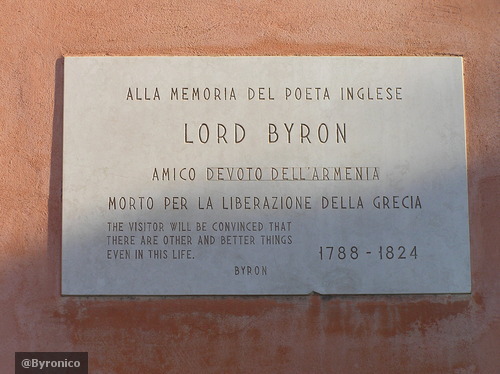 ALLA MEMORIA DEL POETA INGLESE
LORD BYRON
AMICO DEVOTO DELL'ARMENIA
MORTO PER LA LIBERAZIONE DELLA GRECIA
THE VISITOR WILL BE CONVINCED THAT
THERE ARE OTHER AND BETTER THINGS
EVEN IN THIS LIFE.
BYRON
1788 - 1824
@Byronico